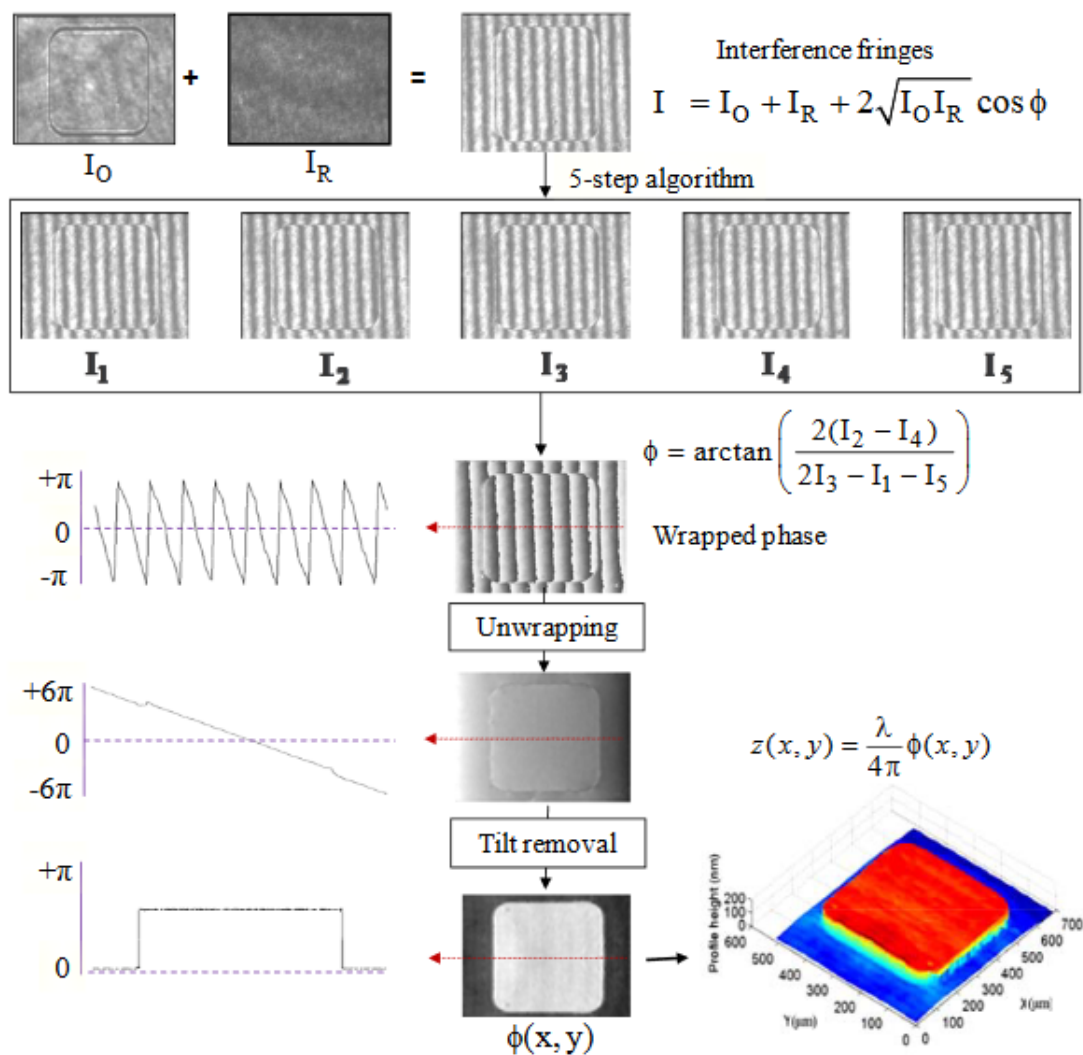 +
=
Interference fringes
I = I_O + I_R + 2√(I_O I_R) cos ϕ
I_O
I_R
5-step algorithm
I_1
I_2
I_3
I_4
I_5
ϕ = arctan(2(I_2 − I_4) / (2I_3 − I_1 − I_5))
+π
0
-π
Wrapped phase
Unwrapping
+6π
0
-6π
z(x, y) = λ/4π ϕ(x, y)
Tilt removal
+π
0
ϕ(x, y)
Profile height (nm)
200
100
0
600
500
400
300
200
100
0
Y(μm)
0
100
200
300
400
500
600
700
X(μm)